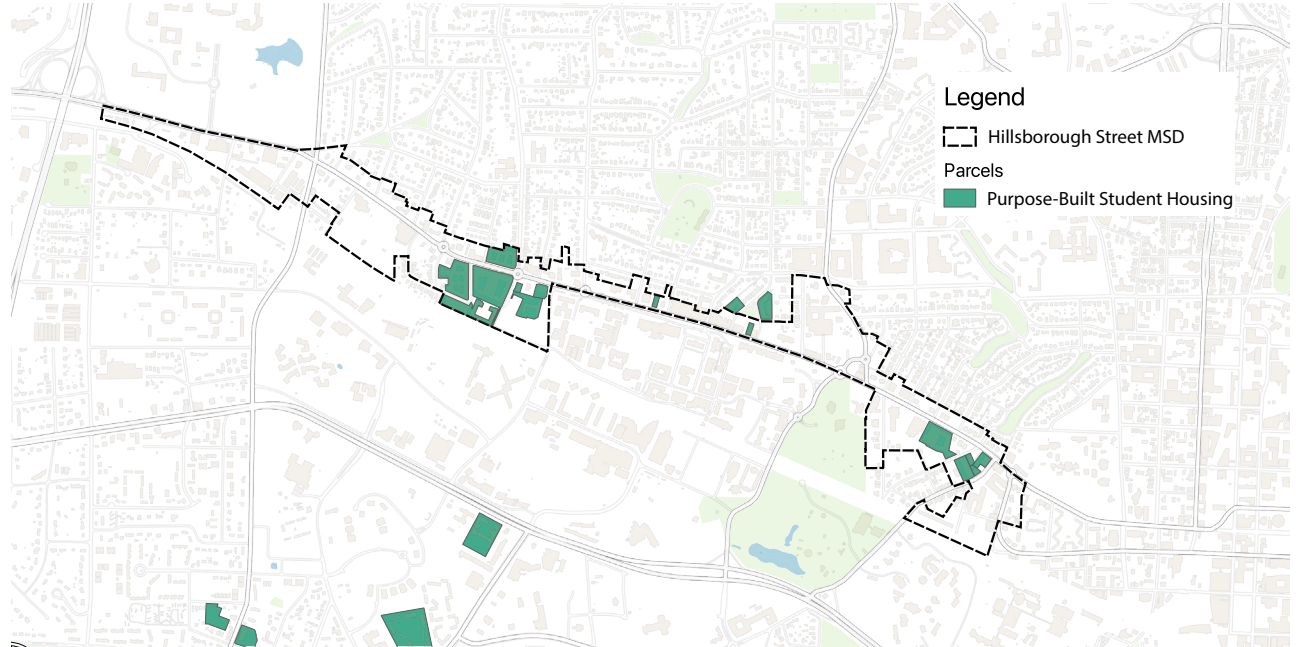 Legend
Hillsborough Street MSD
Parcels
Purpose-Built Student Housing